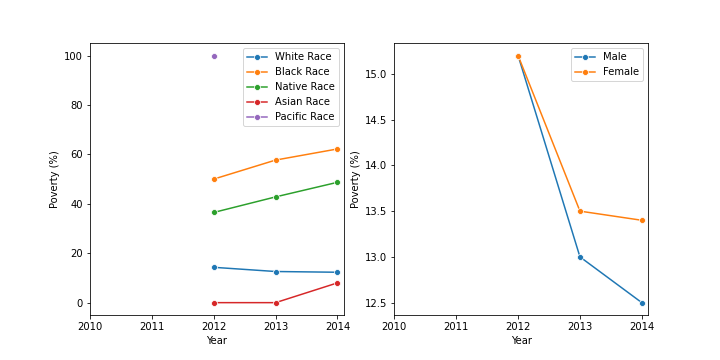 100
80
60
40
20
0
Poverty (%)
2010 2011 2012 2013 2014
Year
White Race
Black Race
Native Race
Asian Race
Pacific Race
15.0
14.5
14.0
13.5
13.0
12.5
Poverty (%)
2010 2011 2012 2013 2014
Year
Male
Female